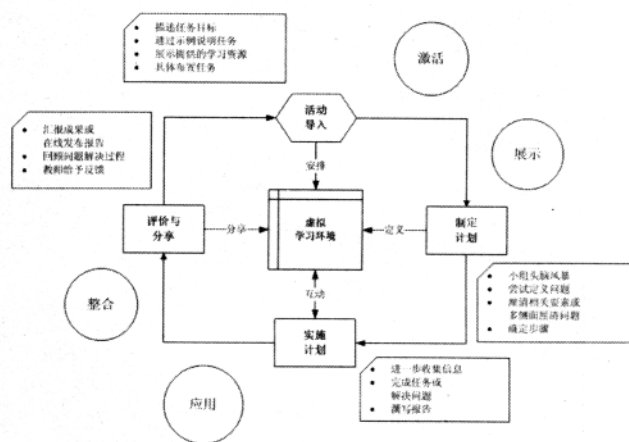 描述任务目标
通过示例说明任务
展示提供的学习资源
具体布置任务
激活
汇报成果或
在线发布报告
回顾问题解决过程
教师给予反馈
活动
导入
展示
安排
评价与
分享
分享
虚拟
学习环境
定义
制定
计划
小组头脑风暴
尝试定义问题
厘清相关要素或
多侧面厘清问题
确定步骤
整合
互动
实施
计划
进一步收集信息
完成任务或
解决问题
撰写报告
应用